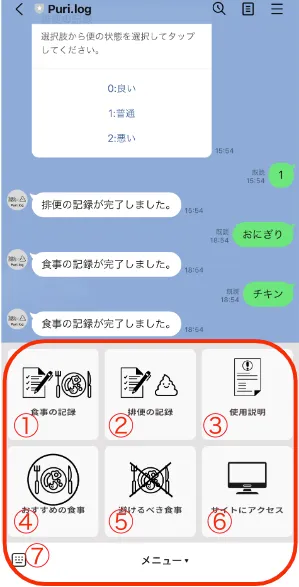 Puri.log
選択肢から便の状態を選択してタップ
してください。
0:良い
1:普通
2:悪い
15:54
既読
15:54
1
排便の記録が完了しました。
15:54
既読
18:54
おにぎり
食事の記録が完了しました。
18:54
既読
18:54
チキン
食事の記録が完了しました。
18:54
食事の記録
排便の記録
使用説明
① ② ③
おすすめの食事
避けるべき食事
サイトにアクセス
④ ⑤ ⑥
⑦
メニュー▾